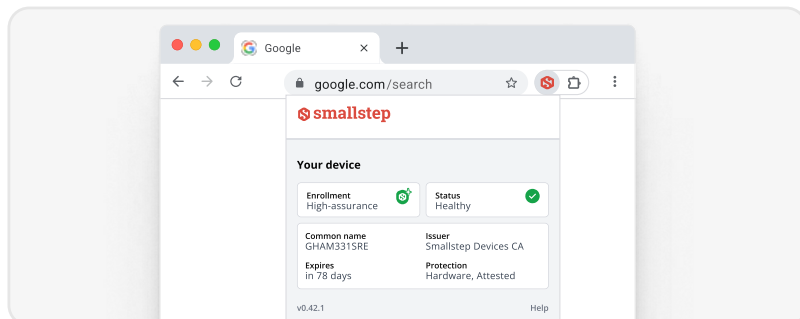 Google
google.com/search
smallstep
Your device
Enrollment
High-assurance
Status
Healthy
Common name
GHAM331SRE
Issuer
Smallstep Devices CA
Expires
in 78 days
Protection
Hardware, Attested
v0.42.1
Help